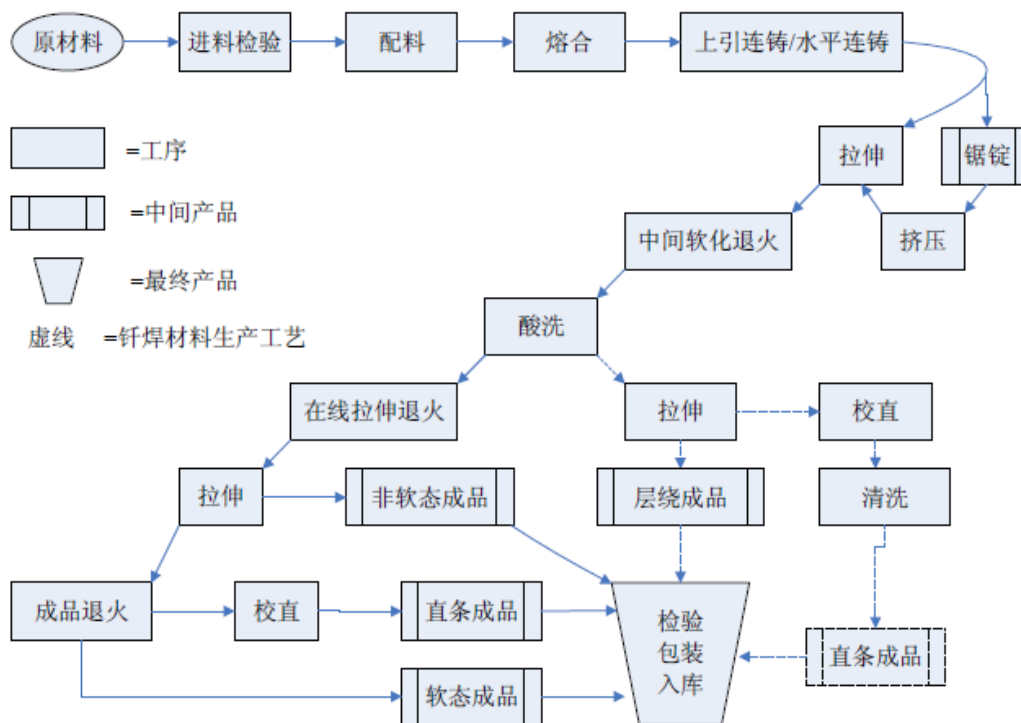 原材料
进料检验
配料
熔合
上引连铸/水平连铸
=工序
拉伸
锯锭
=中间产品
中间软化退火
挤压
=最终产品
虚线 =钎焊材料生产工艺
酸洗
在线拉伸退火
拉伸
校直
拉伸
非软态成品
层绕成品
清洗
成品退火
校直
直条成品
检验
包装
入库
直条成品
软态成品